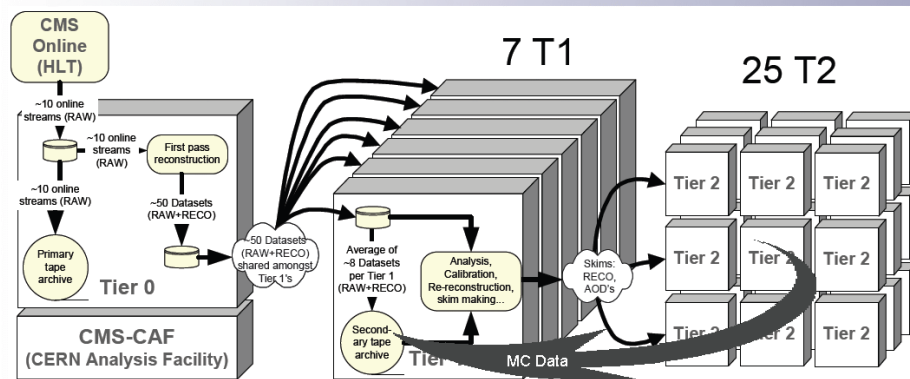 CMS
Online
(HLT)
~10 online
streams (RAW)
~10 online
streams
(RAW)
First pass
reconstruction
~10 online
streams (RAW)
~50 Datasets
(RAW+RECO)
Primary
tape
archive
Tier 0
CMS-CAF
(CERN Analysis Facility)
~50 Datasets
(RAW+RECO)
shared amongst
Tier 1's
7 T1
Average of
~8 Datasets
per Tier 1
(RAW+RECO)
Analysis,
Calibration,
Re-reconstruction,
skim making...
Second-
ary tape
archive
Tier
Skims:
RECO,
AOD's
MC Data
25 T2
Tier 2
Tier 2
Tier 2
Tier 2
Tier 2
Tier 2
Tier 2
Tier 2
Tier 2